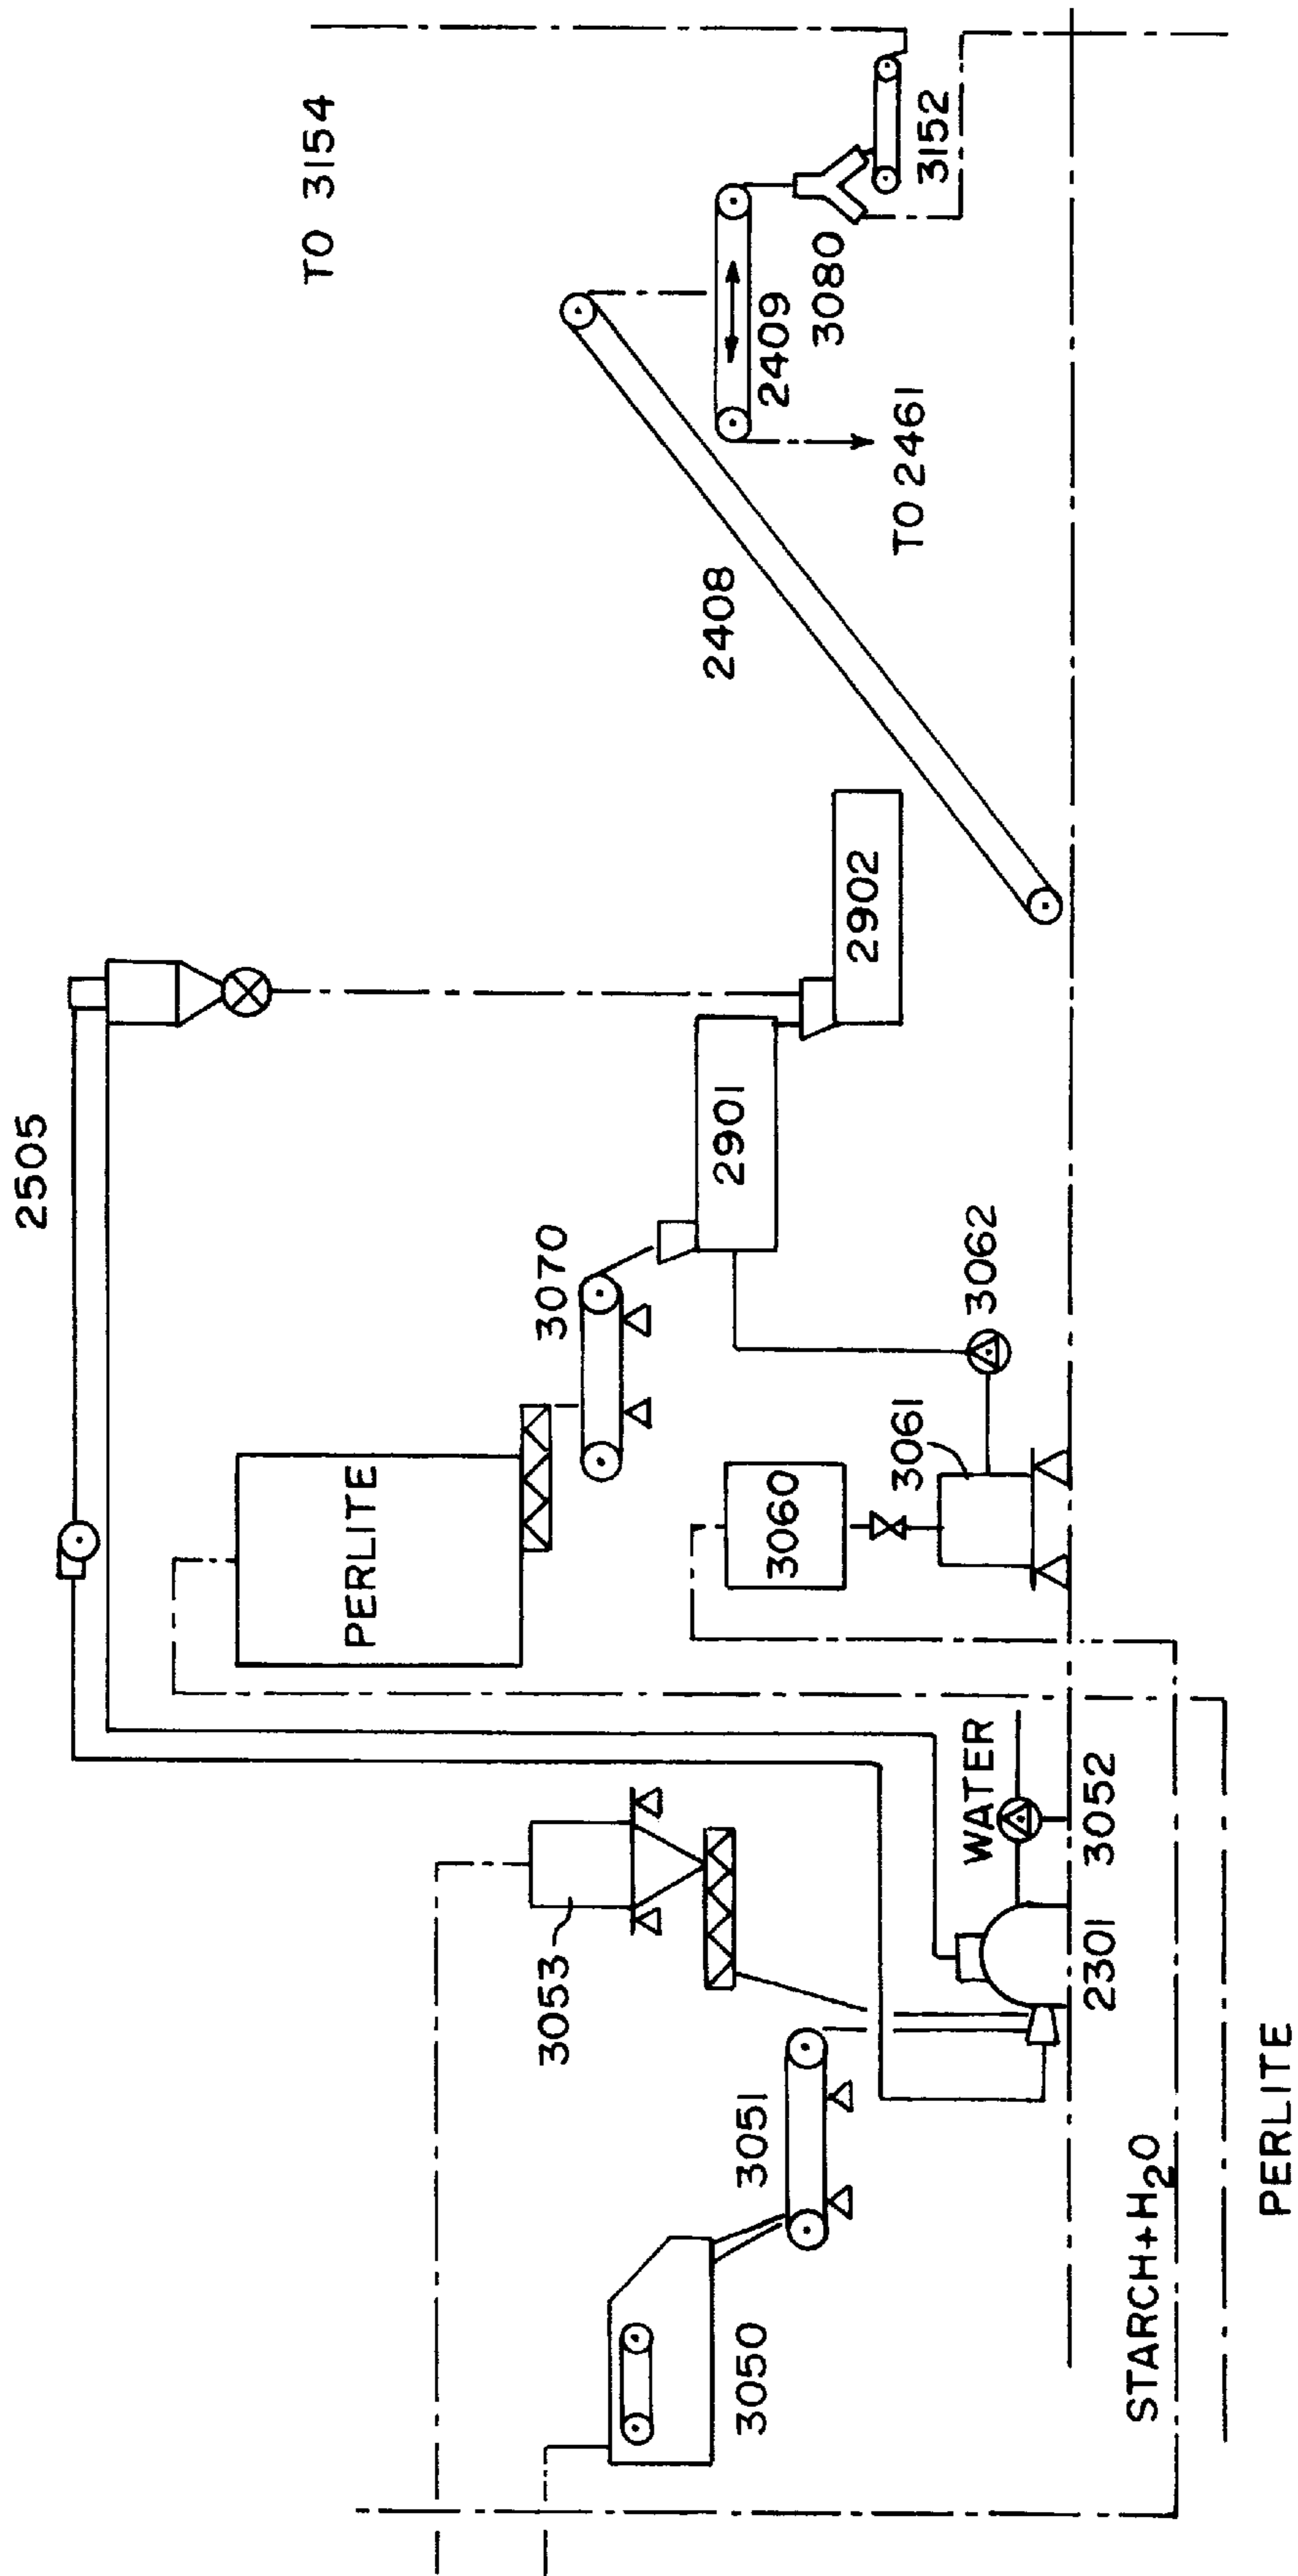 TO 3154
3152
3080
2409
TO 2461
2408
2505
2902
2901
3070
3062
3061
3060
PERLITE
WATER
3052
2301
3053
3051
3050
STARCH+H₂O
PERLITE